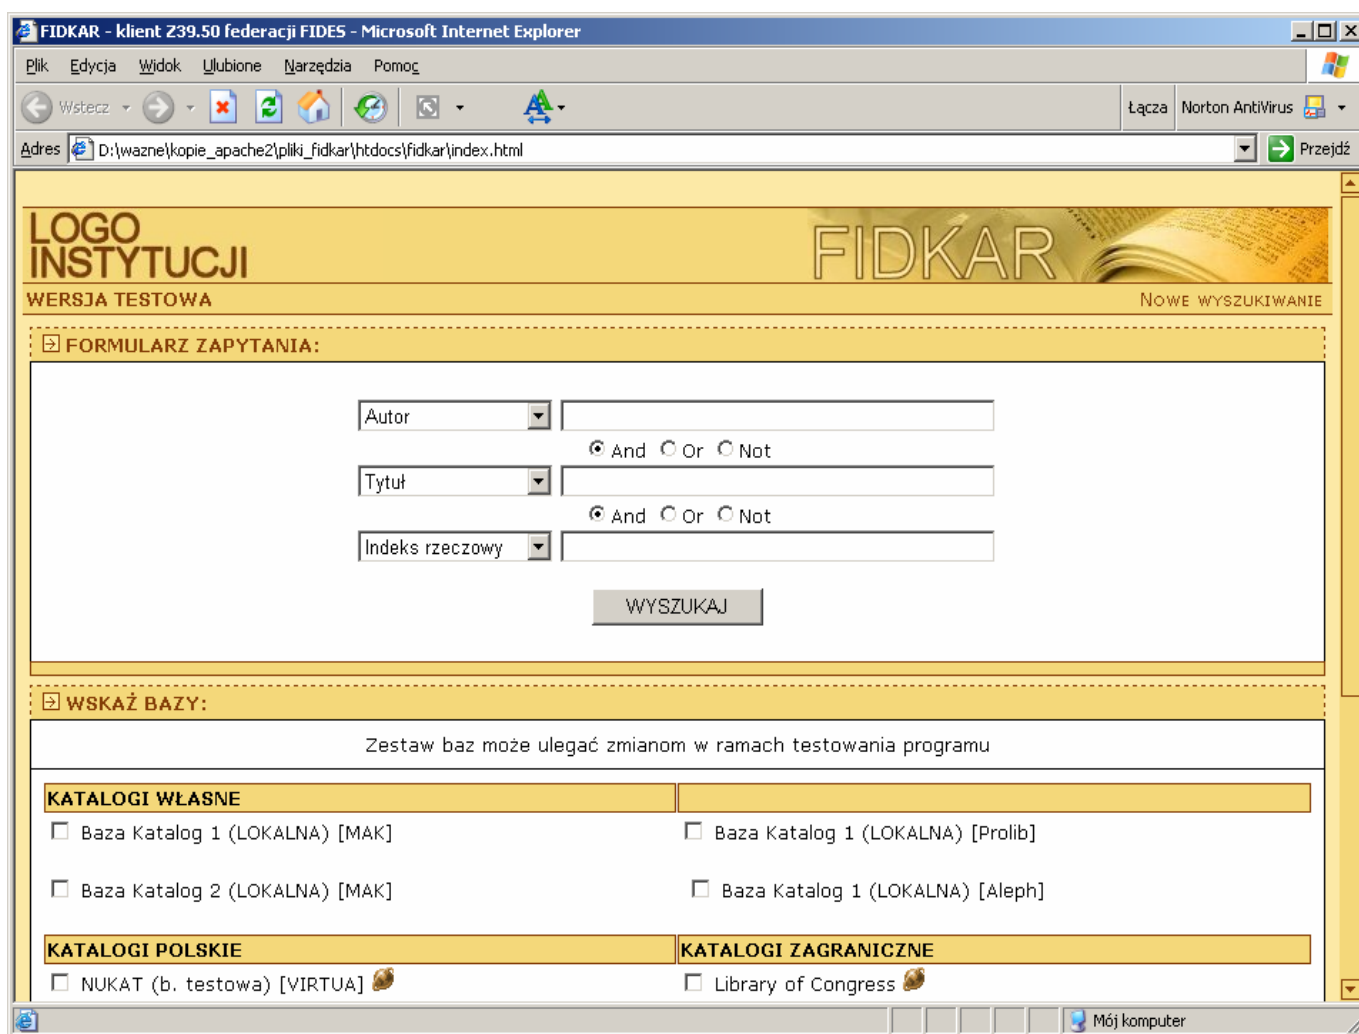 FIDKAR - klient Z39.50 federacji FIDES - Microsoft Internet Explorer
Plik Edycja Widok Ulubione Narzędzia Pomoc
Wstecz Łącza Norton AntiVirus
Adres D:\wazne\kopie_apache2\pliki_fidkar\htdocs\fidkar\index.html Przejdź
LOGO
INSTYTUCJI
FIDKAR
WERSJA TESTOWA NOWE WYSZUKIWANIE
FORMULARZ ZAPYTANIA:
Autor
And Or Not
Tytuł
And Or Not
Indeks rzeczowy
WYSZUKAJ
WSKAŻ BAZY:
Zestaw baz może ulegać zmianom w ramach testowania programu
KATALOGI WŁASNE
Baza Katalog 1 (LOKALNA) [MAK] Baza Katalog 1 (LOKALNA) [Prolib]
Baza Katalog 2 (LOKALNA) [MAK] Baza Katalog 1 (LOKALNA) [Aleph]
KATALOGI POLSKIE KATALOGI ZAGRANICZNE
NUKAT (b. testowa) [VIRTUA] Library of Congress
Mój komputer